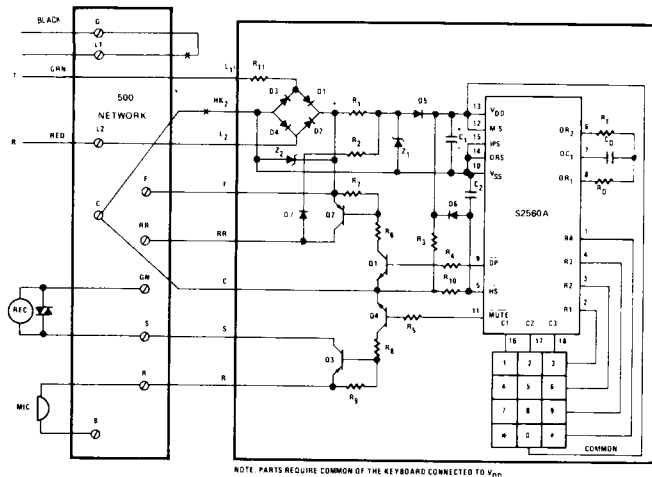 BLACK
G
L1
T
GRN
500
NETWORK
R
RED
L2
C
F
RR
GN
REC
S
R
MIC
B
L1
R11
HK2
L2
D3
D1
D4
D2
Z2
+
R1
R2
Z1
D5
+
C1
-
C2
D7
F
R7
Q2
RR
R6
Q1
R3
D6
R4
R10
C
Q4
R5
S
Q3
R8
R
R9
13
VDD
12
MS
15
IPS
14
DRS
10
VSS
S2560A
9
DP
5
HS
11
MUTE
OR2
6
RE
OC1
7
CD
OR1
8
RD
R4
1
R3
4
R2
3
R1
2
C1
C2
C3
16
17
18
1
2
3
4
5
6
7
8
9
*
0
#
COMMON
NOTE: PARTS REQUIRE COMMON OF THE KEYBOARD CONNECTED TO VDD